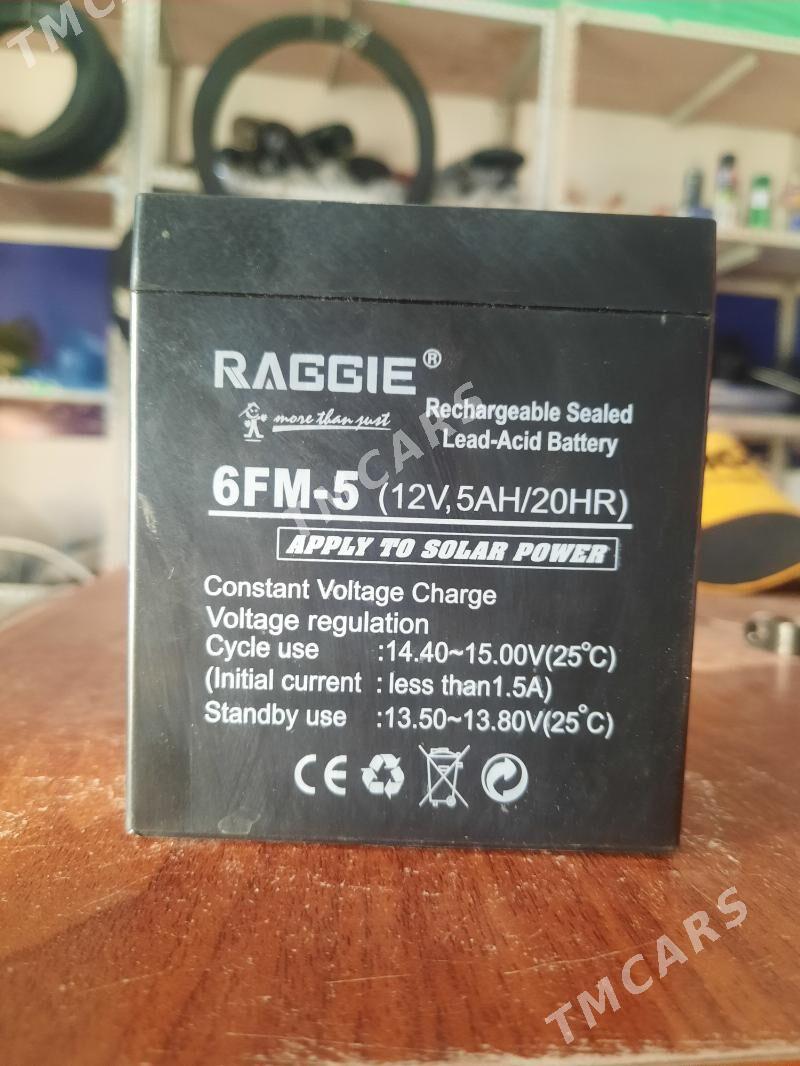 TMCARS
RAGGIE®
more than just
Rechargeable Sealed
Lead-Acid Battery
TMCARS
6FM-5 (12V,5AH/20HR)
APPLY TO SOLAR POWER
Constant Voltage Charge
Voltage regulation
Cycle use :14.40~15.00V(25°C)
(Initial current : less than1.5A)
Standby use :13.50~13.80V(25°C)
CE
TMCARS